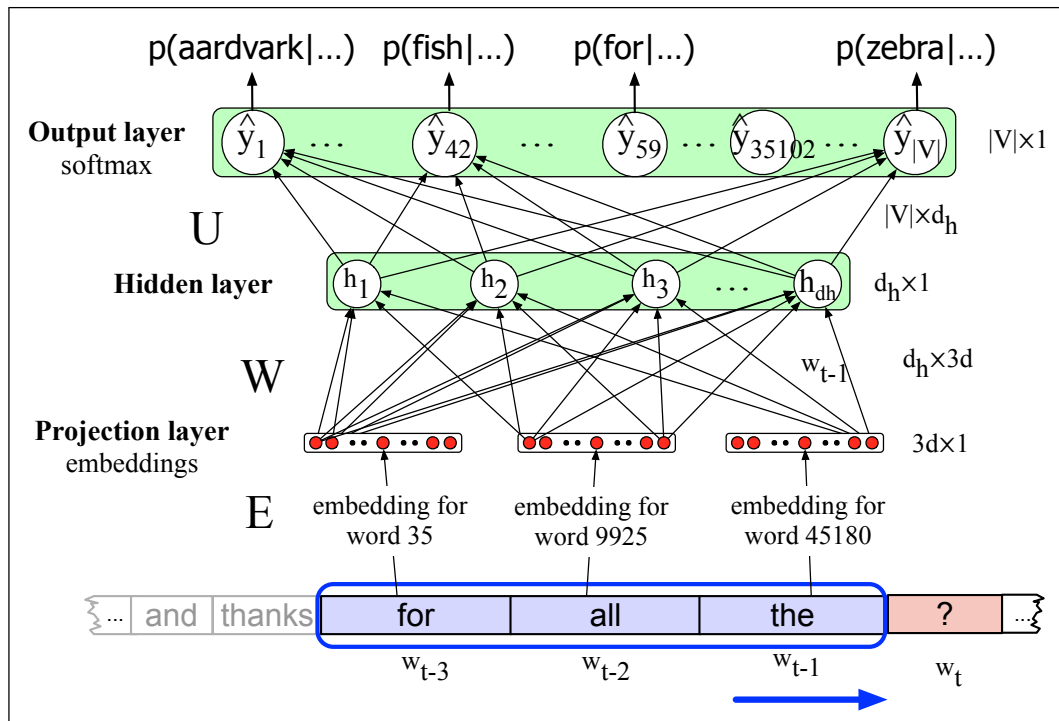 p(aardvark|...) p(fish|...) p(for|...) p(zebra|...)
Output layer
softmax
ŷ1 ... ŷ42 ... ŷ59 ... ŷ35102 ... ŷ|V|
|V|×1
U
|V|×dh
Hidden layer
h1 h2 h3 ... hdh
dh×1
W
wt-1
dh×3d
Projection layer
embeddings
3d×1
E
embedding for
word 35
embedding for
word 9925
embedding for
word 45180
... and thanks for all the ? ...
wt-3 wt-2 wt-1 wt